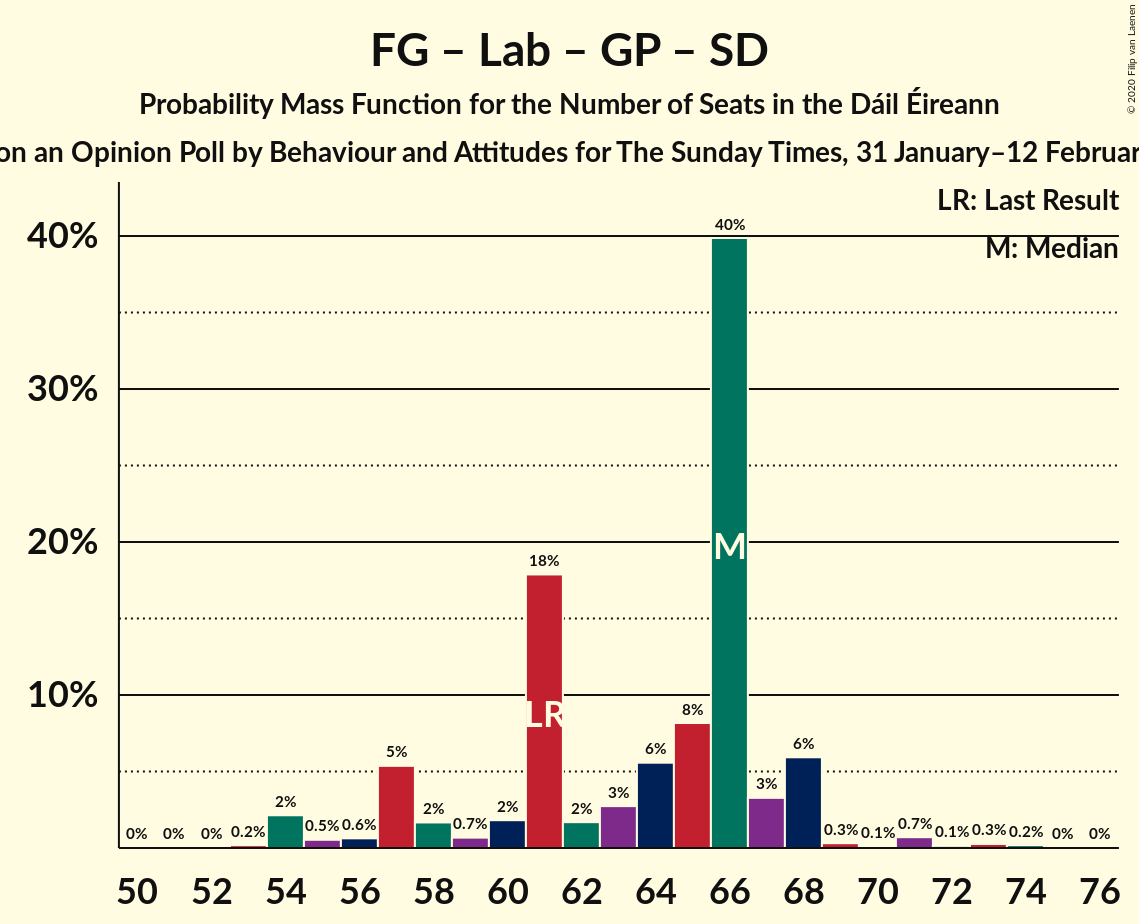 FG – Lab – GP – SD
Probability Mass Function for the Number of Seats in the Dáil Éireann
on an Opinion Poll by Behaviour and Attitudes for The Sunday Times, 31 January–12 Februar
© 2020 Filip van Laenen
LR: Last Result
M: Median
40%
30%
20%
10%
0% 0% 0% 0.2% 2% 0.5% 0.6% 5% 2% 0.7% 2% 18% 2% 3% 6% 8% 40% 3% 6% 0.3% 0.1% 0.7% 0.1% 0.3% 0.2% 0% 0%
LR
M
50 52 54 56 58 60 62 64 66 68 70 72 74 76